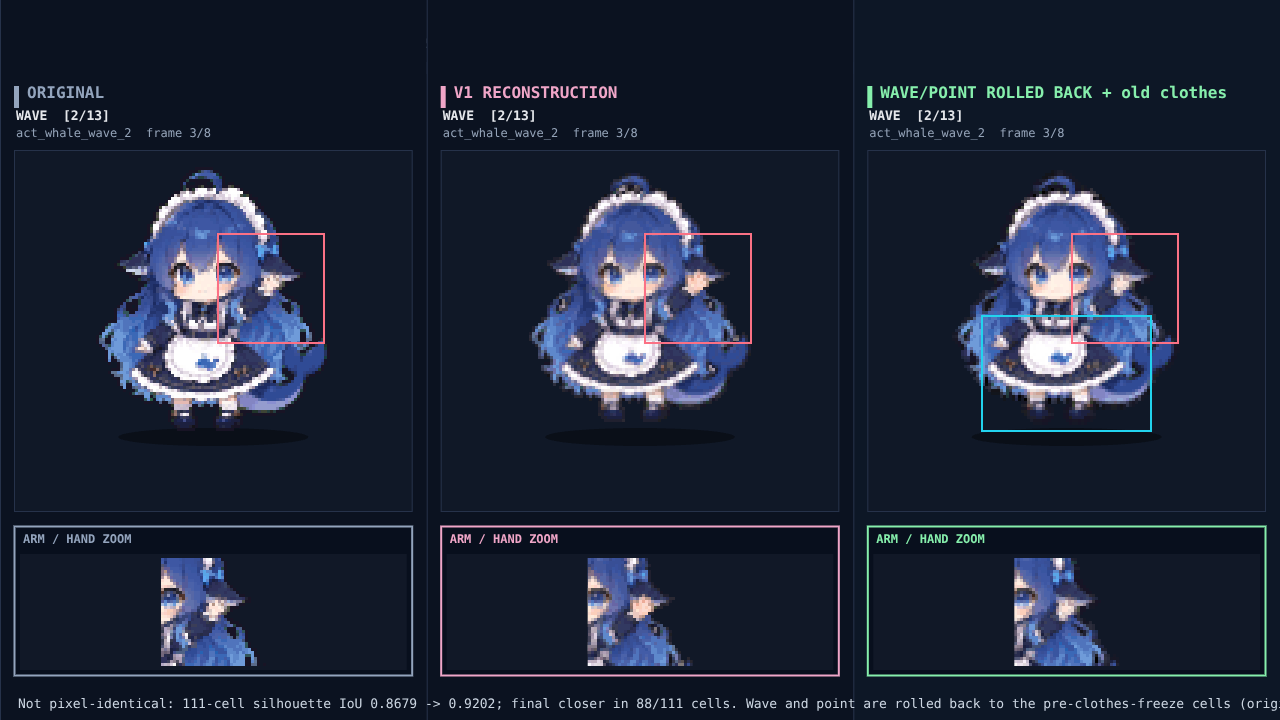 ORIGINAL
WAVE [2/13]
act_whale_wave_2 frame 3/8
ARM / HAND ZOOM
V1 RECONSTRUCTION
WAVE [2/13]
act_whale_wave_2 frame 3/8
ARM / HAND ZOOM
WAVE/POINT ROLLED BACK + old clothes
WAVE [2/13]
act_whale_wave_2 frame 3/8
ARM / HAND ZOOM
Not pixel-identical: 111-cell silhouette IoU 0.8679 -> 0.9202; final closer in 88/111 cells. Wave and point are rolled back to the pre-clothes-freeze cells (orig